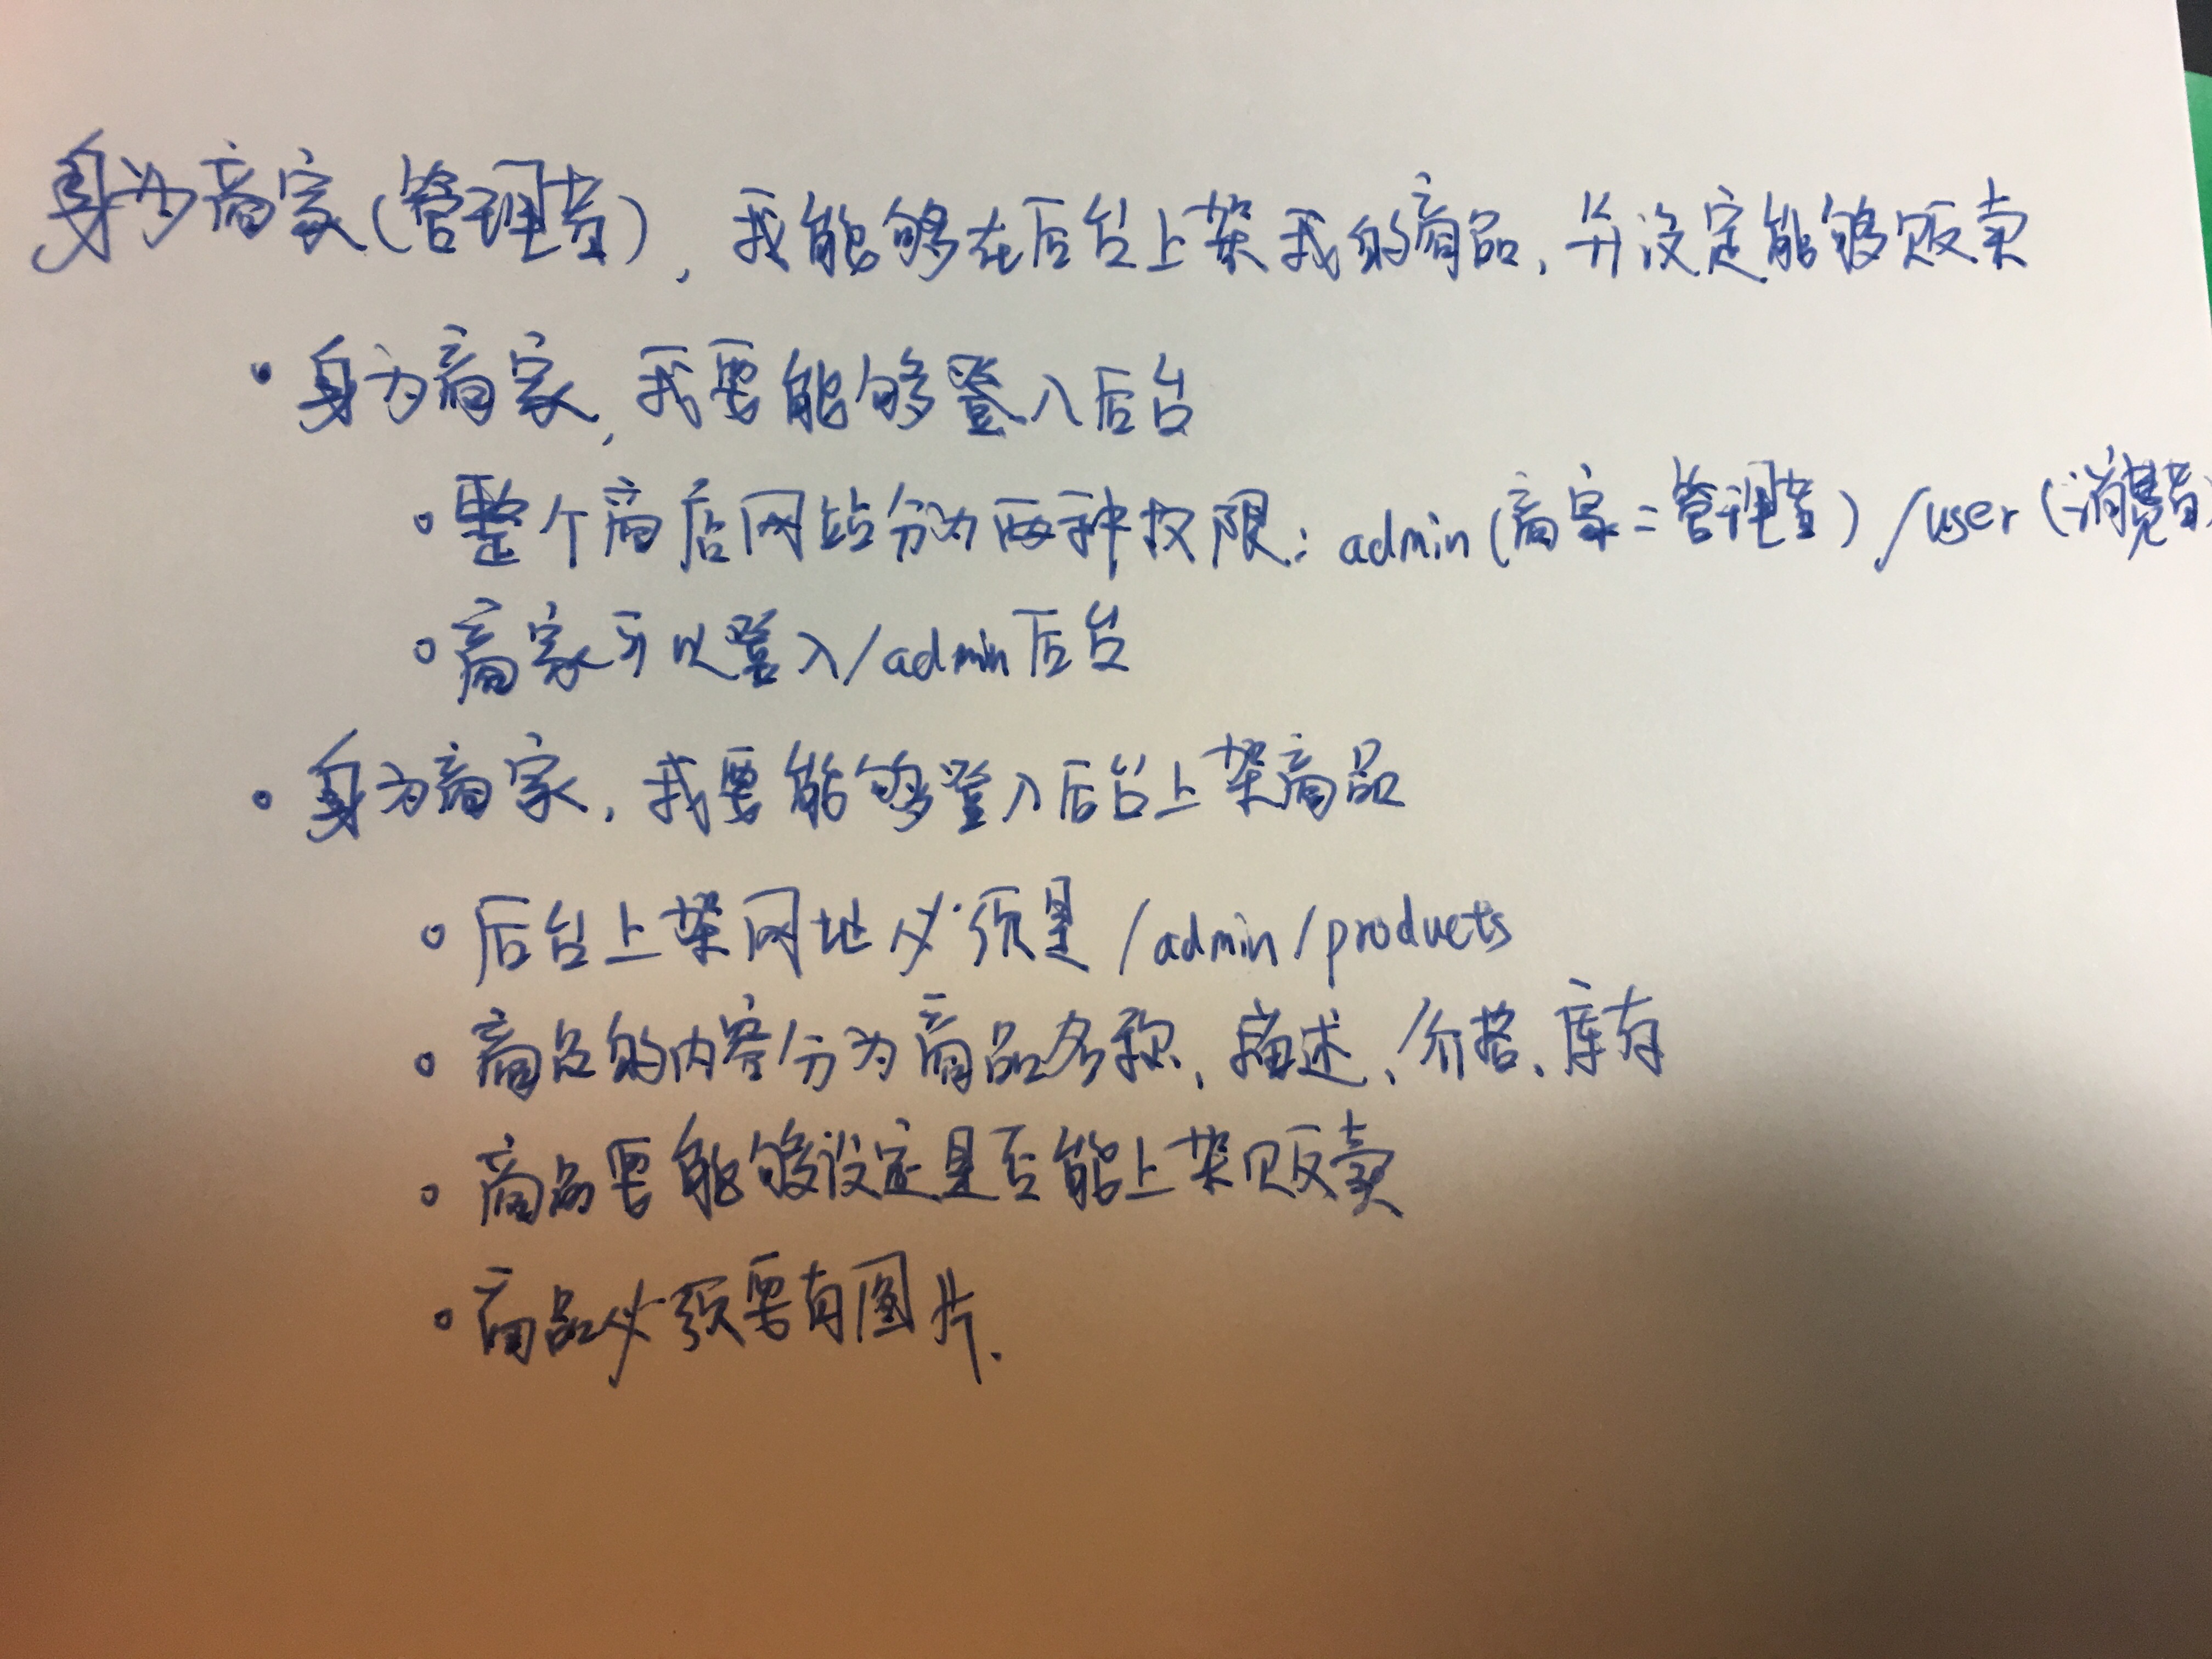 身为商家(管理者),我能够在后台上架我的商品,并设定能够贩卖
• 身为商家,我要能够登入后台
。整个商店网站分为两种权限:admin(商家=管理者)/user(消费者
。商家可以登入/admin后台
• 身为商家,我要能够登入后台上架商品
。后台上架网址必须是/admin/products
。商品的内容分为商品名称、描述、价格、库存
。商品要能够设定是否能上架贩卖
。商品必须要有图片.